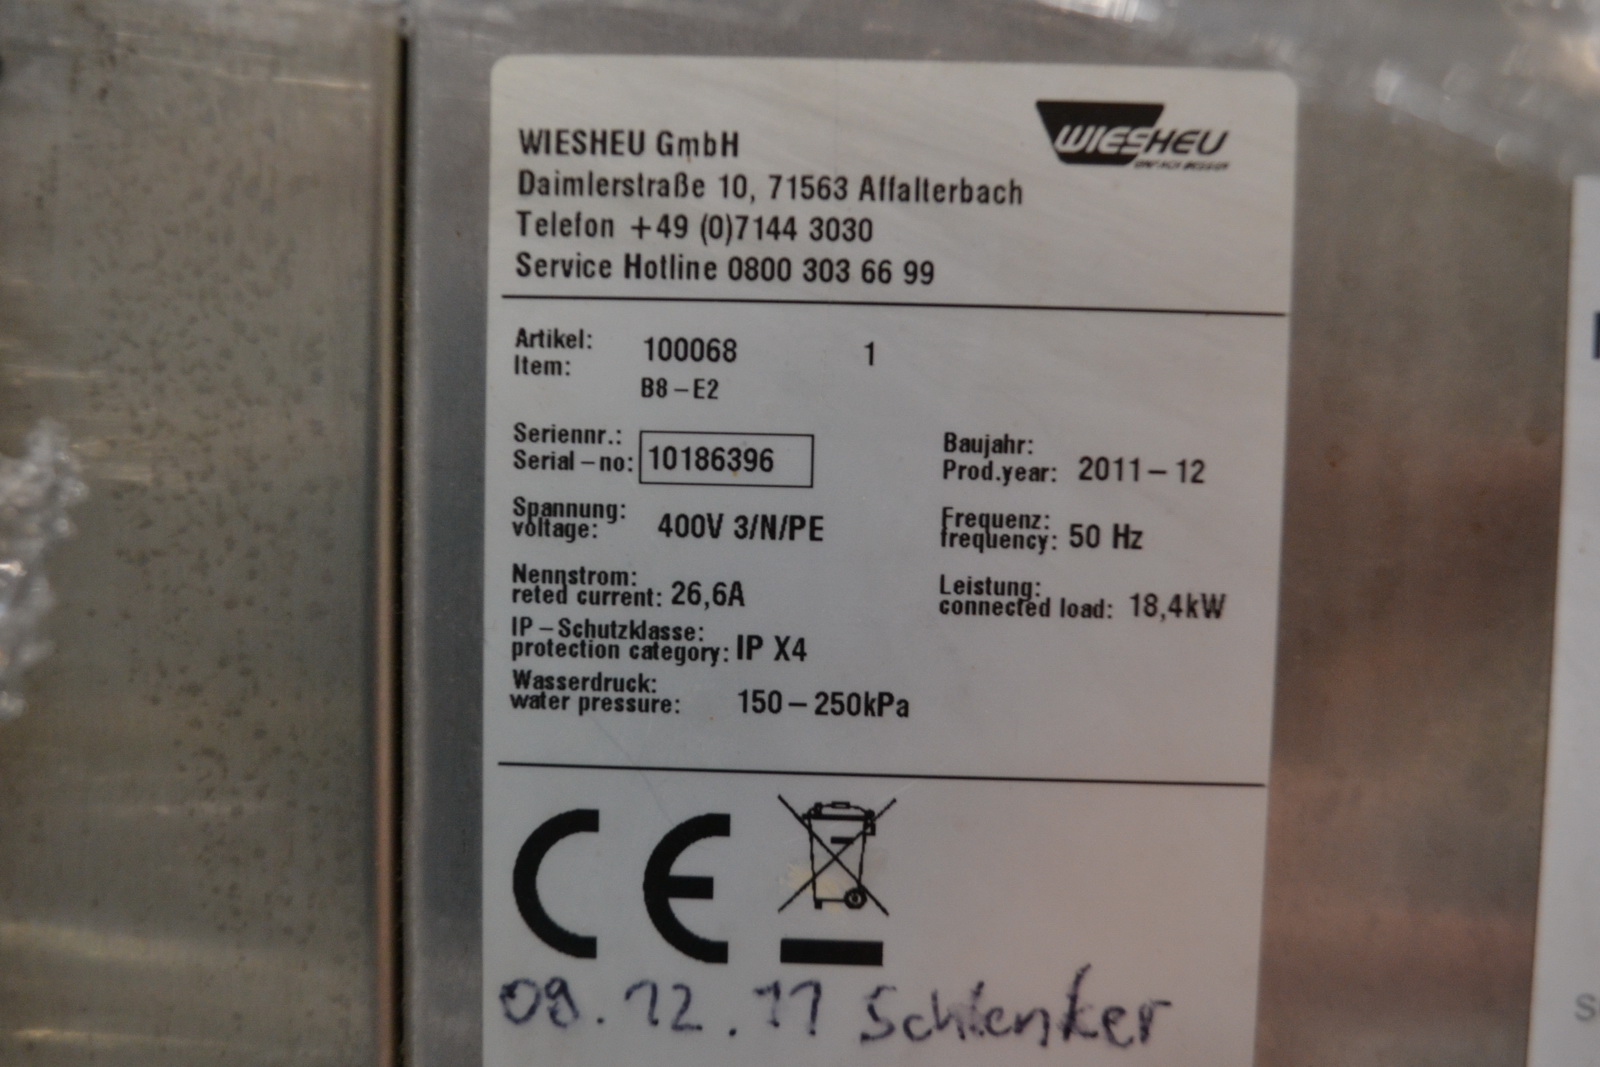 WIESHEU GmbH
Daimlerstraße 10, 71563 Affalterbach
Telefon +49 (0)7144 3030
Service Hotline 0800 303 66 99
WIESHEU
Artikel:
Item: 100068 1
B8-E2
Seriennr.:
Serial-no: 10186396
Baujahr:
Prod.year: 2011-12
Spannung:
voltage: 400V 3/N/PE
Frequenz:
frequency: 50 Hz
Nennstrom:
reted current: 26,6A
Leistung:
connected load: 18,4kW
IP-Schutzklasse:
protection category: IP X4
Wasserdruck:
water pressure: 150-250kPa
CE
09.12.11 Schlenker